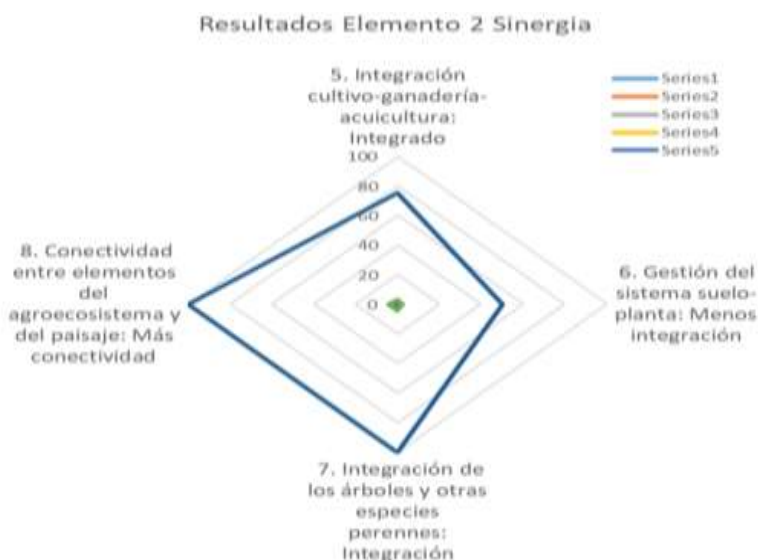 Resultados Elemento 2 Sinergia
5. Integración
cultivo-ganadería-
acuicultura:
Integrado
Series1
Series2
Series3
Series4
Series5
100
80
60
40
20
0
8. Conectividad
entre elementos
del
agroecosistema y
del paisaje: Más
conectividad
6. Gestión del
sistema suelo-
planta: Menos
integración
7. Integración de
los árboles y otras
especies
perennes:
Integración